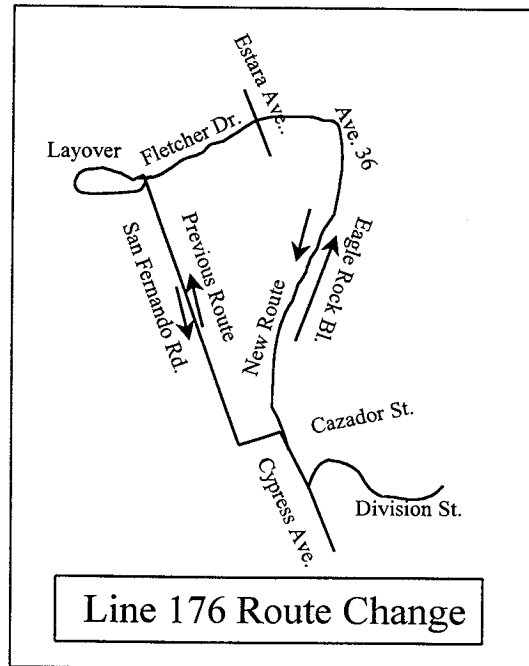 Estara Ave..
Ave. 36
Fletcher Dr.
Layover
San Fernando Rd.
Previous Route
New Route
Eagle Rock Bl.
Cazador St.
Cypress Ave.
Division St.
Line 176 Route Change